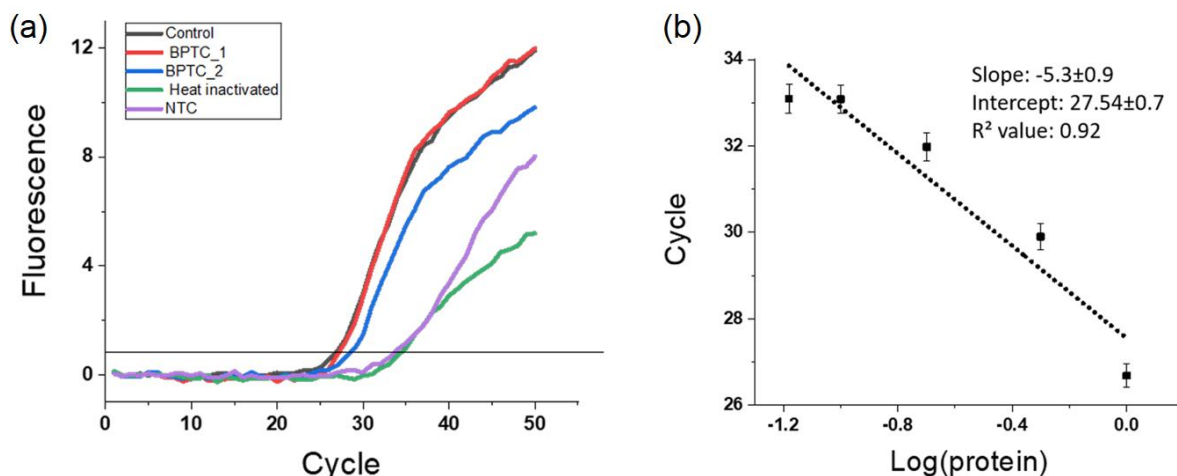 (a)
Control
BPTC_1
BPTC_2
Heat inactivated
NTC
12
8
4
0
Fluorescence
0 10 20 30 40 50
Cycle
(b)
Slope: -5.3±0.9
Intercept: 27.54±0.7
R² value: 0.92
34
32
30
28
26
Cycle
-1.2 -0.8 -0.4 0.0
Log(protein)